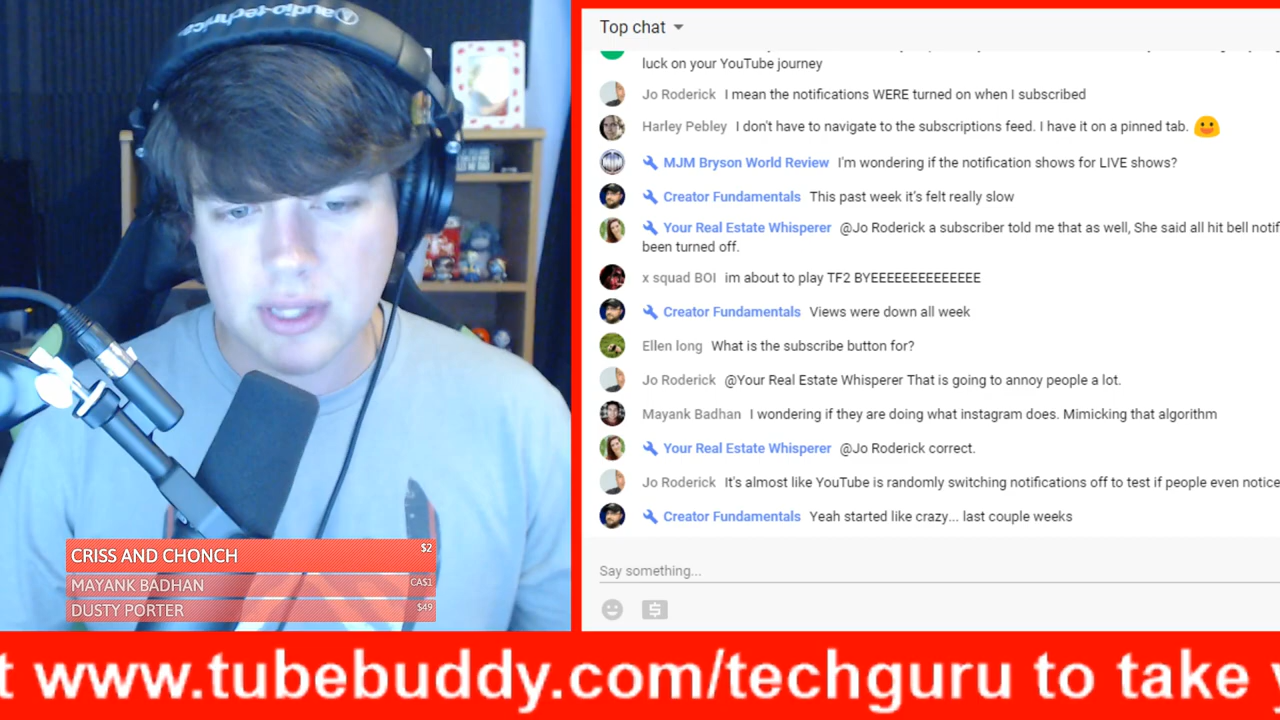 audio-technica
Top chat
luck on your YouTube journey
Jo Roderick I mean the notifications WERE turned on when I subscribed
Harley Pebley I don't have to navigate to the subscriptions feed. I have it on a pinned tab.
MJM Bryson World Review I'm wondering if the notification shows for LIVE shows?
Creator Fundamentals This past week it's felt really slow
Your Real Estate Whisperer @Jo Roderick a subscriber told me that as well, She said all hit bell notif
been turned off.
x squad BOI im about to play TF2 BYEEEEEEEEEEEEEE
Creator Fundamentals Views were down all week
Ellen long What is the subscribe button for?
Jo Roderick @Your Real Estate Whisperer That is going to annoy people a lot.
Mayank Badhan I wondering if they are doing what instagram does. Mimicking that algorithm
Your Real Estate Whisperer @Jo Roderick correct.
Jo Roderick It's almost like YouTube is randomly switching notifications off to test if people even notice
Creator Fundamentals Yeah started like crazy... last couple weeks
Say something...
CRISS AND CHONCH $2
MAYANK BADHAN CA$1
DUSTY PORTER $49
t www.tubebuddy.com/techguru to take y